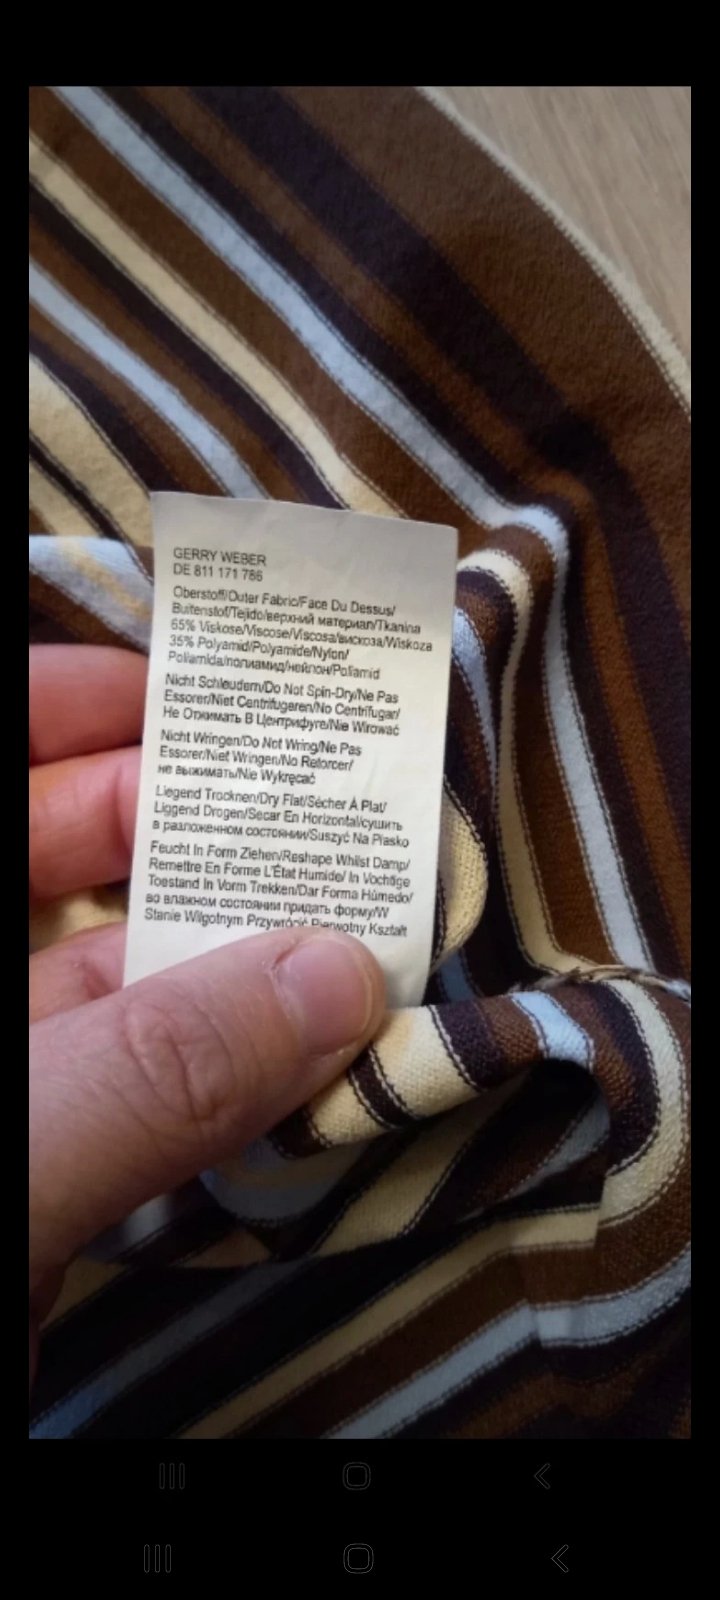 GERRY WEBER
DE 811 171 786
Oberstoff/Outer Fabric/Face Du Dessus/
Buitenstof/Tejido/верхний материал/Tkanina
65% Viskose/Viscose/Viscosa/вискоза/Wiskoza
35% Polyamid/Polyamide/Nylon/
Poliamida/полиамид/нейлон/Poliamid
Nicht Schleudern/Do Not Spin-Dry/Ne Pas
Essorer/Niet Centrifugeren/No Centrifugar/
Не Отжимать В Центрифуге/Nie Wirować
Nicht Wringen/Do Not Wring/Ne Pas
Essorer/Niet Wringen/No Retorcer/
не выжимать/Nie Wykręcać
Liegend Trocknen/Dry Flat/Sécher À Plat/
Liggend Drogen/Secar En Horizontal/сушить
в разложенном состоянии/Suszyć Na Płasko
Feucht In Form Ziehen/Reshape Whilst Damp/
Remettre En Forme L'État Humide/ In Vochtige
Toestand In Vorm Trekken/Dar Forma Húmedo/
во влажном состоянии придать форму/W
Stanie Wilgotnym Przywrócić Pierwotny Kształt